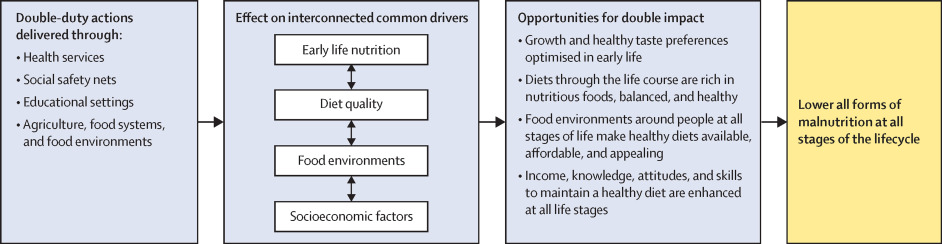 Double-duty actions
delivered through:
• Health services
• Social safety nets
• Educational settings
• Agriculture, food systems,
and food environments
Effect on interconnected common drivers
Early life nutrition
Diet quality
Food environments
Socioeconomic factors
Opportunities for double impact
• Growth and healthy taste preferences
optimised in early life
• Diets through the life course are rich in
nutritious foods, balanced, and healthy
• Food environments around people at all
stages of life make healthy diets available,
affordable, and appealing
• Income, knowledge, attitudes, and skills
to maintain a healthy diet are enhanced
at all life stages
Lower all forms of
malnutrition at all
stages of the lifecycle